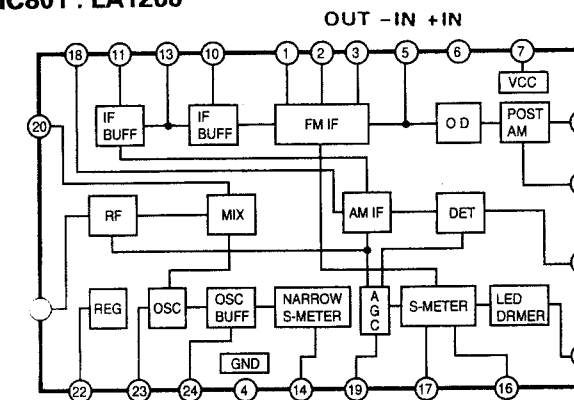 IC801 : LA1266
OUT -IN +IN
18 11 13 10 1 2 3 5 6 7
VCC
20
IF BUFF
IF BUFF
FM IF
O D
POST AM
RF
MIX
AM IF
DET
REG
OSC
OSC BUFF
NARROW S-METER
A G C
S-METER
LED DRMER
GND
22 23 24 4 14 19 17 16